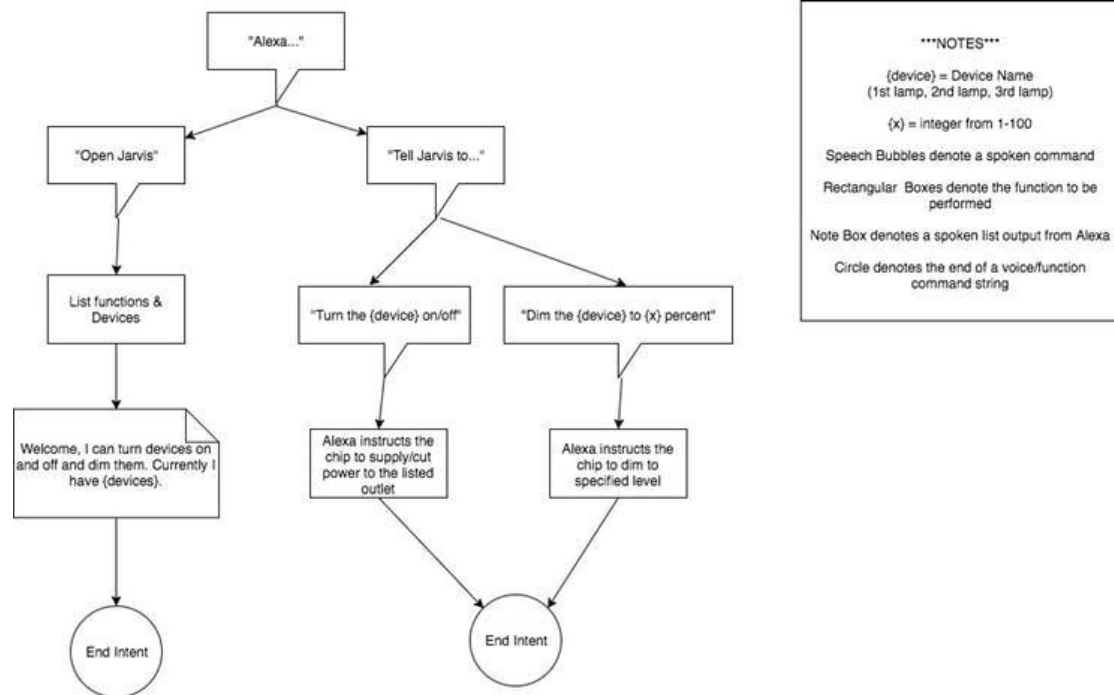 "Alexa..."
"Open Jarvis"
"Tell Jarvis to..."
List functions &
Devices
"Turn the {device} on/off"
"Dim the {device} to {x} percent"
Welcome, I can turn devices on
and off and dim them. Currently I
have {devices}.
Alexa instructs the
chip to supply/cut
power to the listed
outlet
Alexa instructs the
chip to dim to
specified level
End Intent
End Intent
***NOTES***
{device} = Device Name
(1st lamp, 2nd lamp, 3rd lamp)
{x} = integer from 1-100
Speech Bubbles denote a spoken command
Rectangular Boxes denote the function to be
performed
Note Box denotes a spoken list output from Alexa
Circle denotes the end of a voice/function
command string